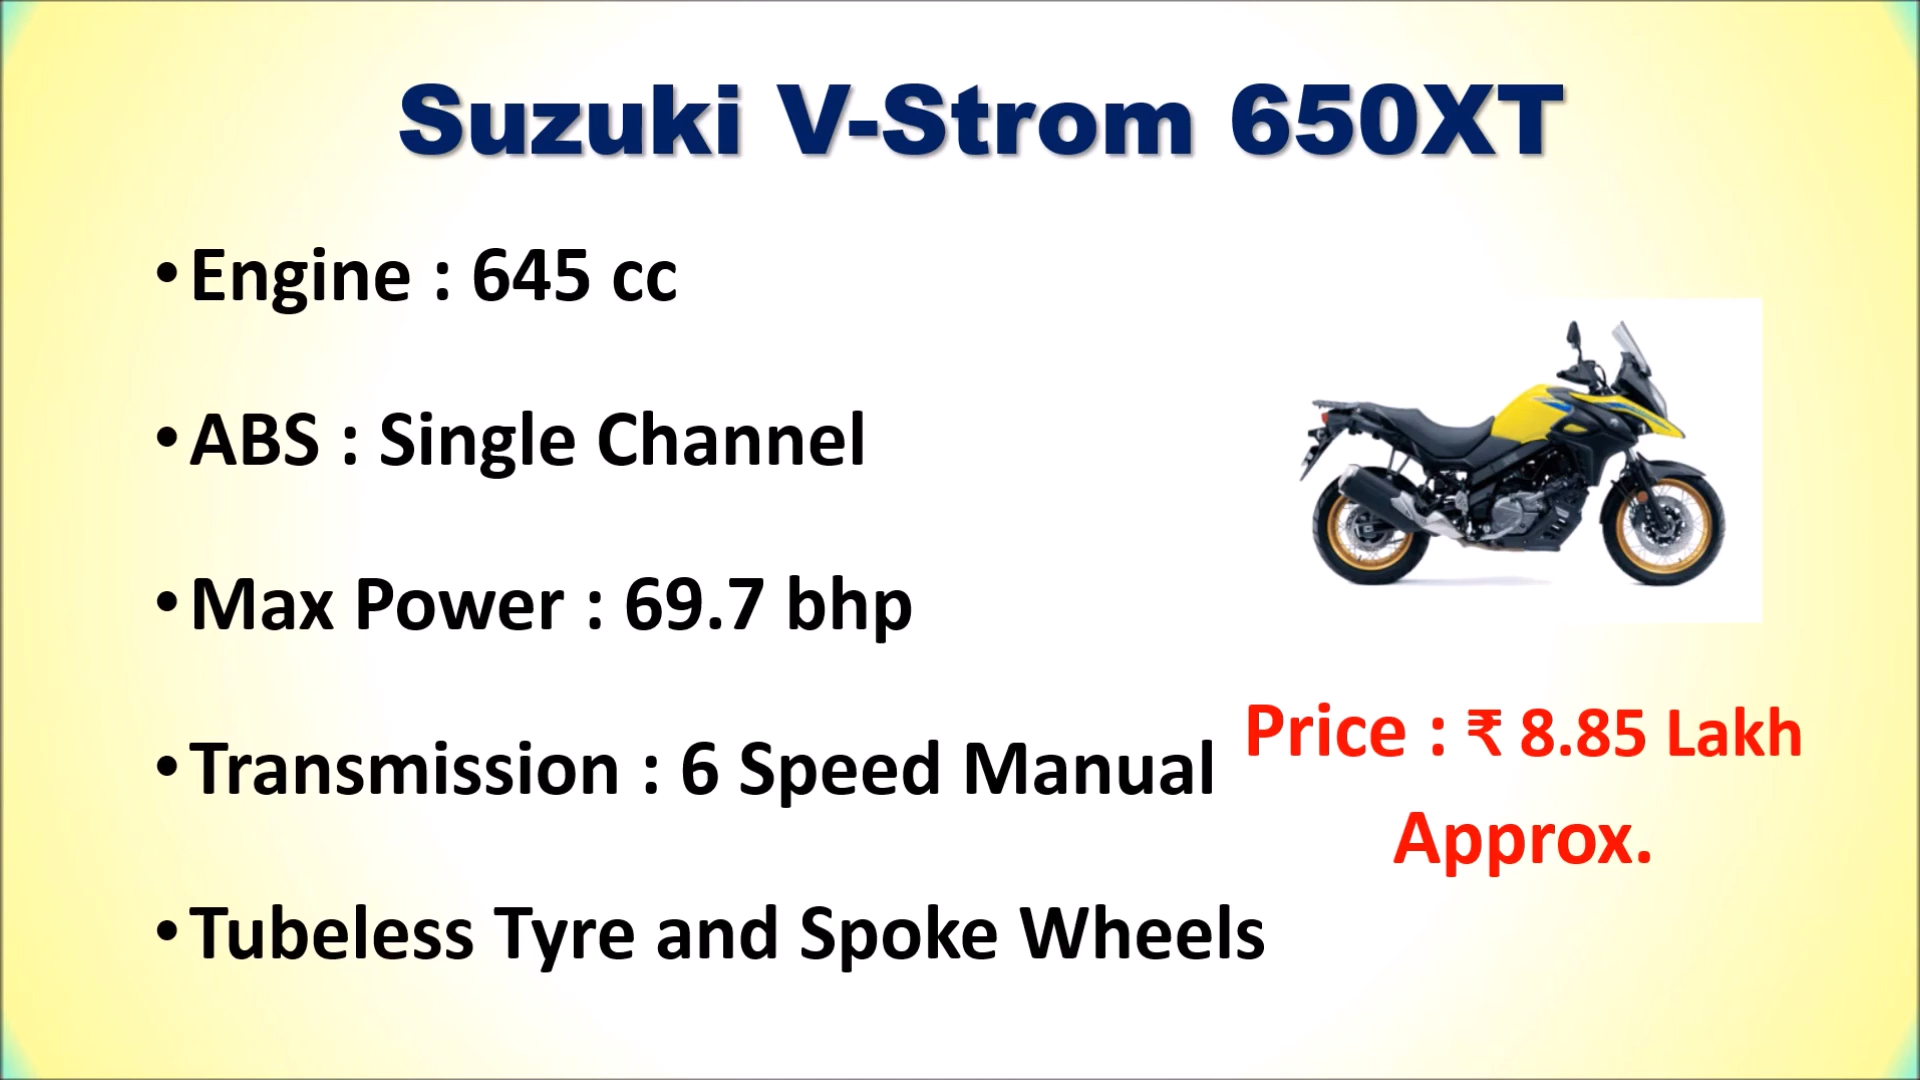 Suzuki V-Strom 650XT
•Engine : 645 cc
•ABS : Single Channel
•Max Power : 69.7 bhp
•Transmission : 6 Speed Manual
•Tubeless Tyre and Spoke Wheels
Price : ₹ 8.85 Lakh
Approx.